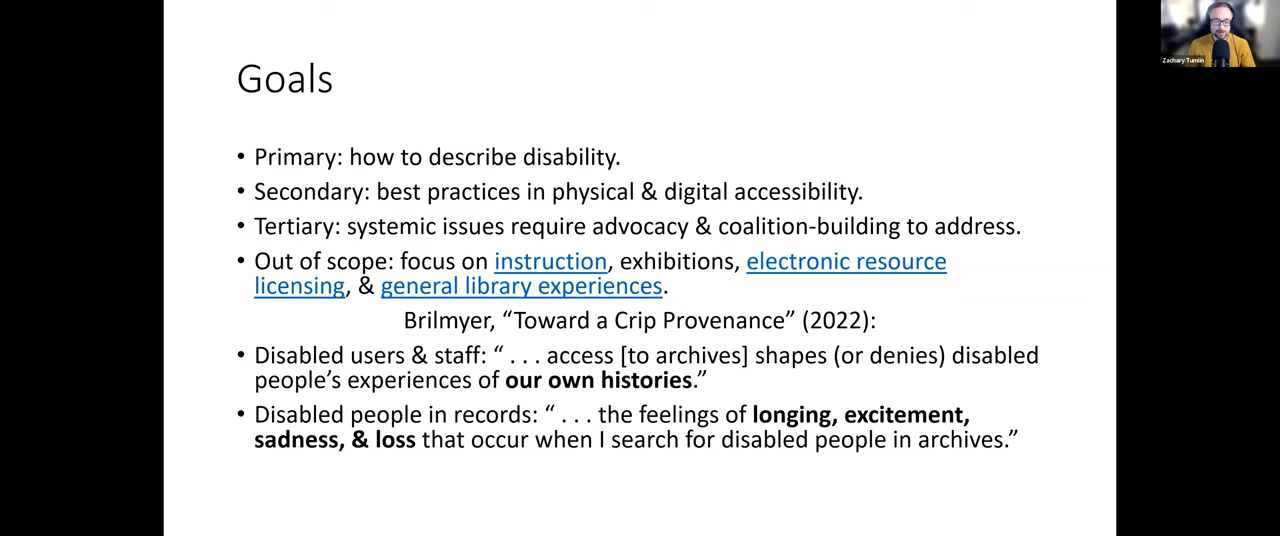 Goals
• Primary: how to describe disability.
• Secondary: best practices in physical & digital accessibility.
• Tertiary: systemic issues require advocacy & coalition-building to address.
• Out of scope: focus on instruction, exhibitions, electronic resource
licensing, & general library experiences.
Brilmyer, “Toward a Crip Provenance” (2022):
• Disabled users & staff: “ . . . access [to archives] shapes (or denies) disabled
people’s experiences of our own histories.”
• Disabled people in records: “ . . . the feelings of longing, excitement,
sadness, & loss that occur when I search for disabled people in archives.”
Zachary Tumlin